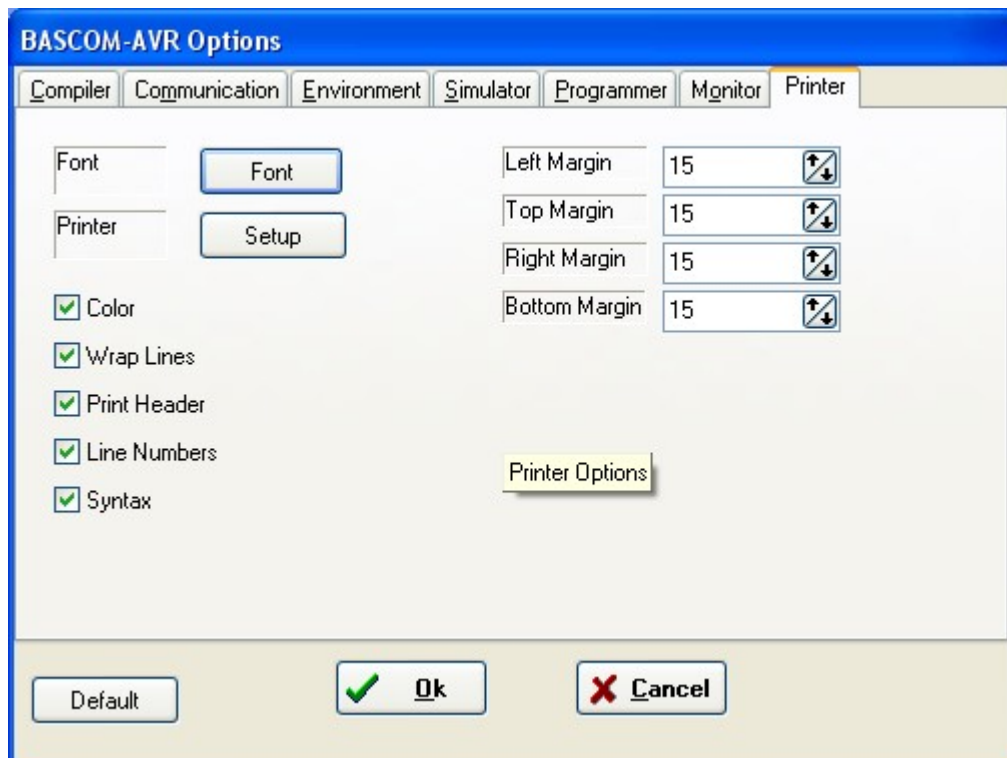 BASCOM-AVR Options
Compiler Communication Environment Simulator Programmer Monitor Printer
Font Font Left Margin 15
Printer Setup Top Margin 15
Right Margin 15
Color Bottom Margin 15
Wrap Lines
Print Header
Line Numbers
Printer Options
Syntax
Default Ok Cancel